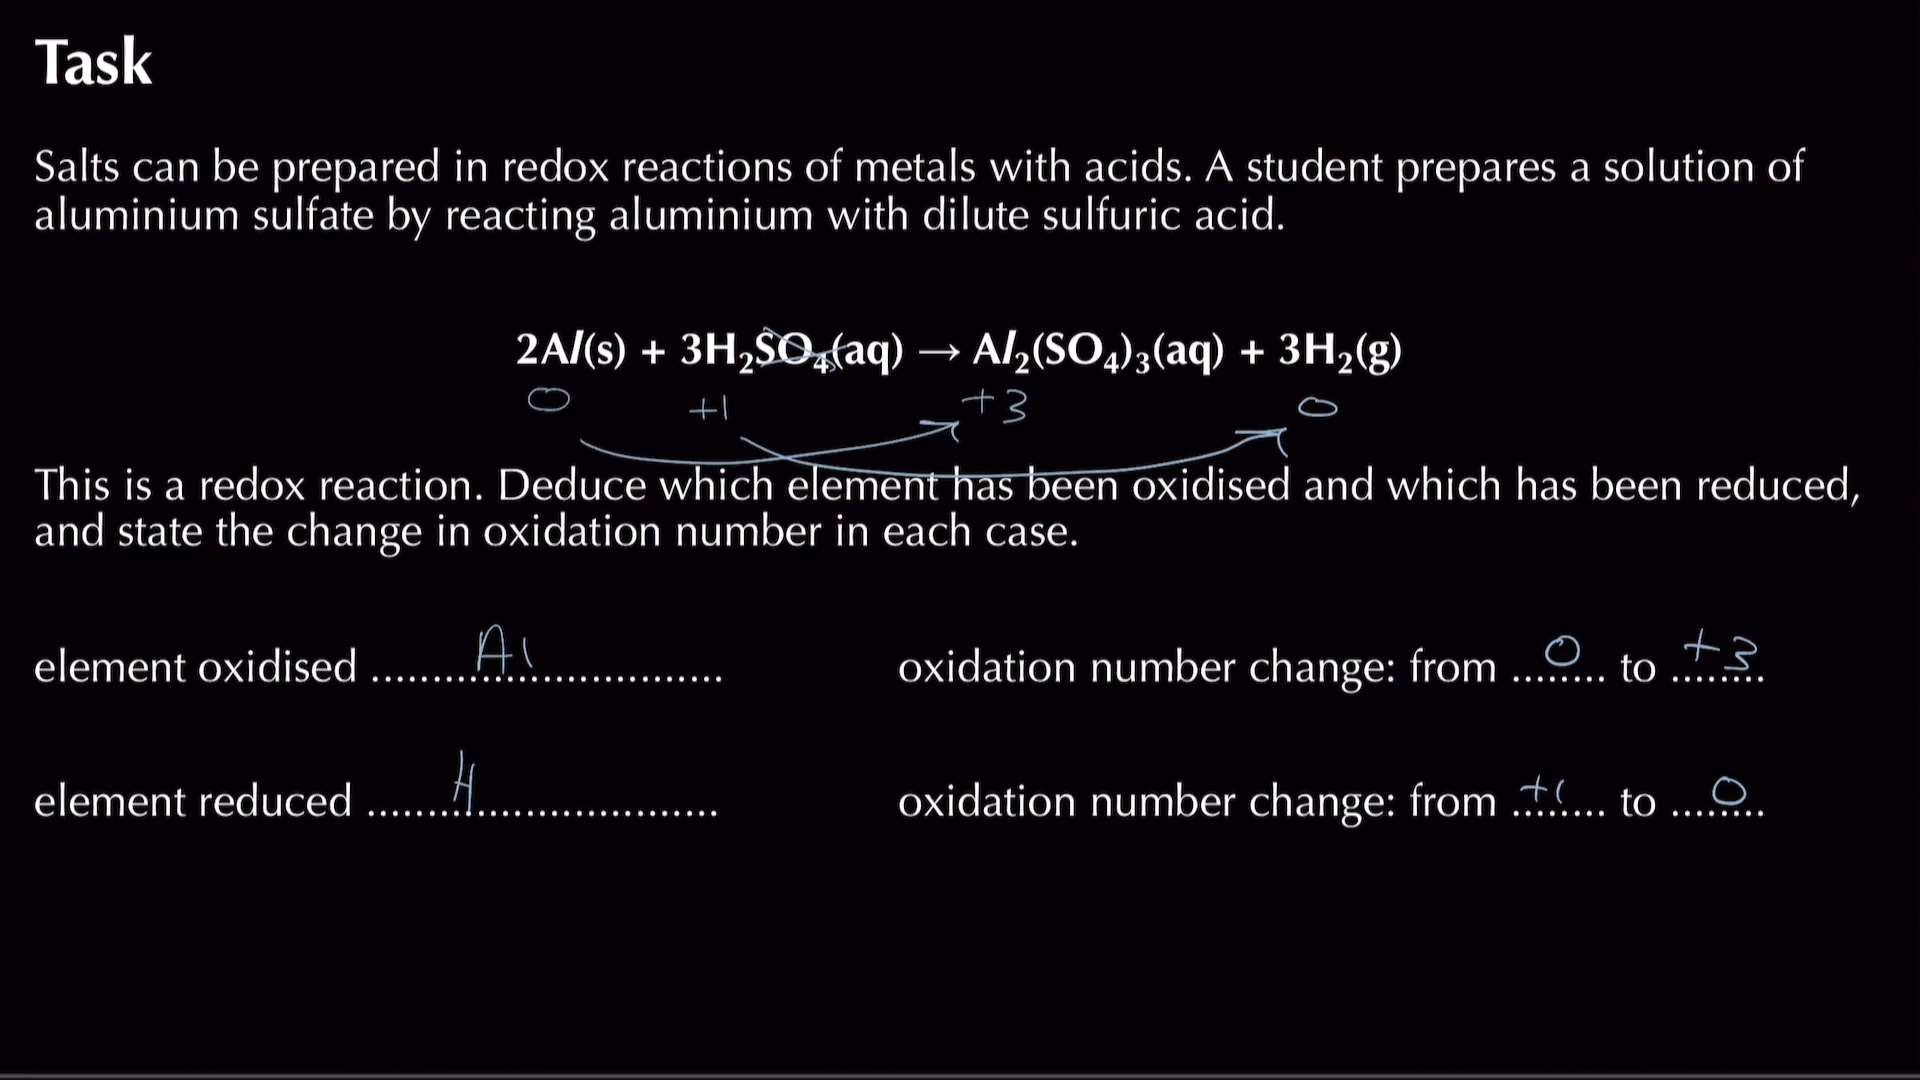 Task
Salts can be prepared in redox reactions of metals with acids. A student prepares a solution of
aluminium sulfate by reacting aluminium with dilute sulfuric acid.
2Al(s) + 3H₂SO₄(aq) → Al₂(SO₄)₃(aq) + 3H₂(g)
0 +1 +3 0
This is a redox reaction. Deduce which element has been oxidised and which has been reduced,
and state the change in oxidation number in each case.
element oxidised ........Al........ oxidation number change: from ...0... to ...+3...
element reduced ........H........ oxidation number change: from ...+1... to ...0...